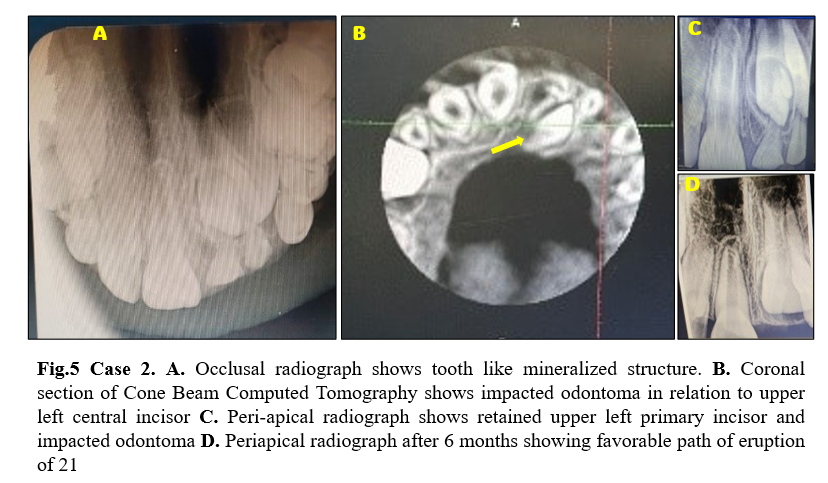 A
B
A
C
D
Fig.5 Case 2. A. Occlusal radiograph shows tooth like mineralized structure. B. Coronal
section of Cone Beam Computed Tomography shows impacted odontoma in relation to upper
left central incisor C. Peri-apical radiograph shows retained upper left primary incisor and
impacted odontoma D. Periapical radiograph after 6 months showing favorable path of eruption
of 21